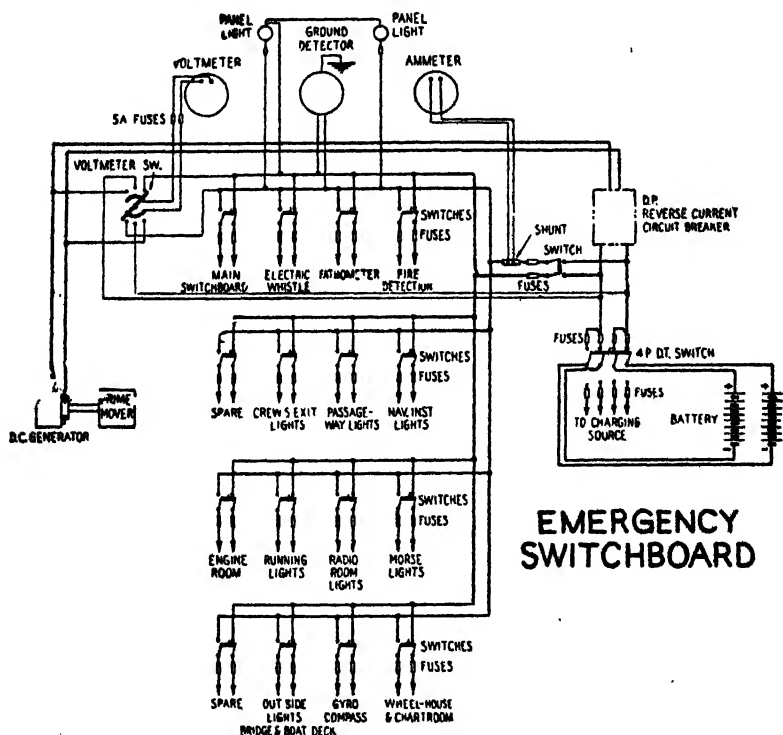 PANEL
LIGHT
GROUND
DETECTOR
PANEL
LIGHT
VOLTMETER
AMMETER
5A FUSES
VOLTMETER SW.
D.P.
REVERSE CURRENT
CIRCUIT BREAKER
SWITCHES
FUSES
SHUNT
SWITCH
FUSES
MAIN
SWITCHBOARD
ELECTRIC
WHISTLE
FATHOMETER
FIRE
DETECTION
FUSES
4 P D.T. SWITCH
SWITCHES
FUSES
SPARE
CREW'S EXIT
LIGHTS
PASSAGE-
WAY LIGHTS
NAV. INST
LIGHTS
FUSES
TO CHARGING
SOURCE
BATTERY
MOVER
D.C. GENERATOR
SWITCHES
FUSES
ENGINE
ROOM
RUNNING
LIGHTS
RADIO
ROOM
LIGHTS
MORSE
LIGHTS
EMERGENCY
SWITCHBOARD
SWITCHES
FUSES
SPARE
OUT SIDE
LIGHTS
BRIDGE & BOAT DECK
GYRO
COMPASS
WHEEL-HOUSE
& CHARTROOM